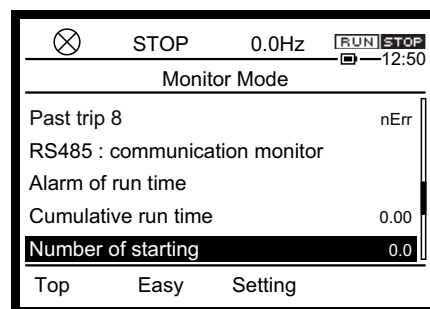 STOP 0.0Hz RUN STOP
12:50
Monitor Mode
Past trip 8 nErr
RS485 : communication monitor
Alarm of run time
Cumulative run time 0.00
Number of starting 0.0
Top Easy Setting